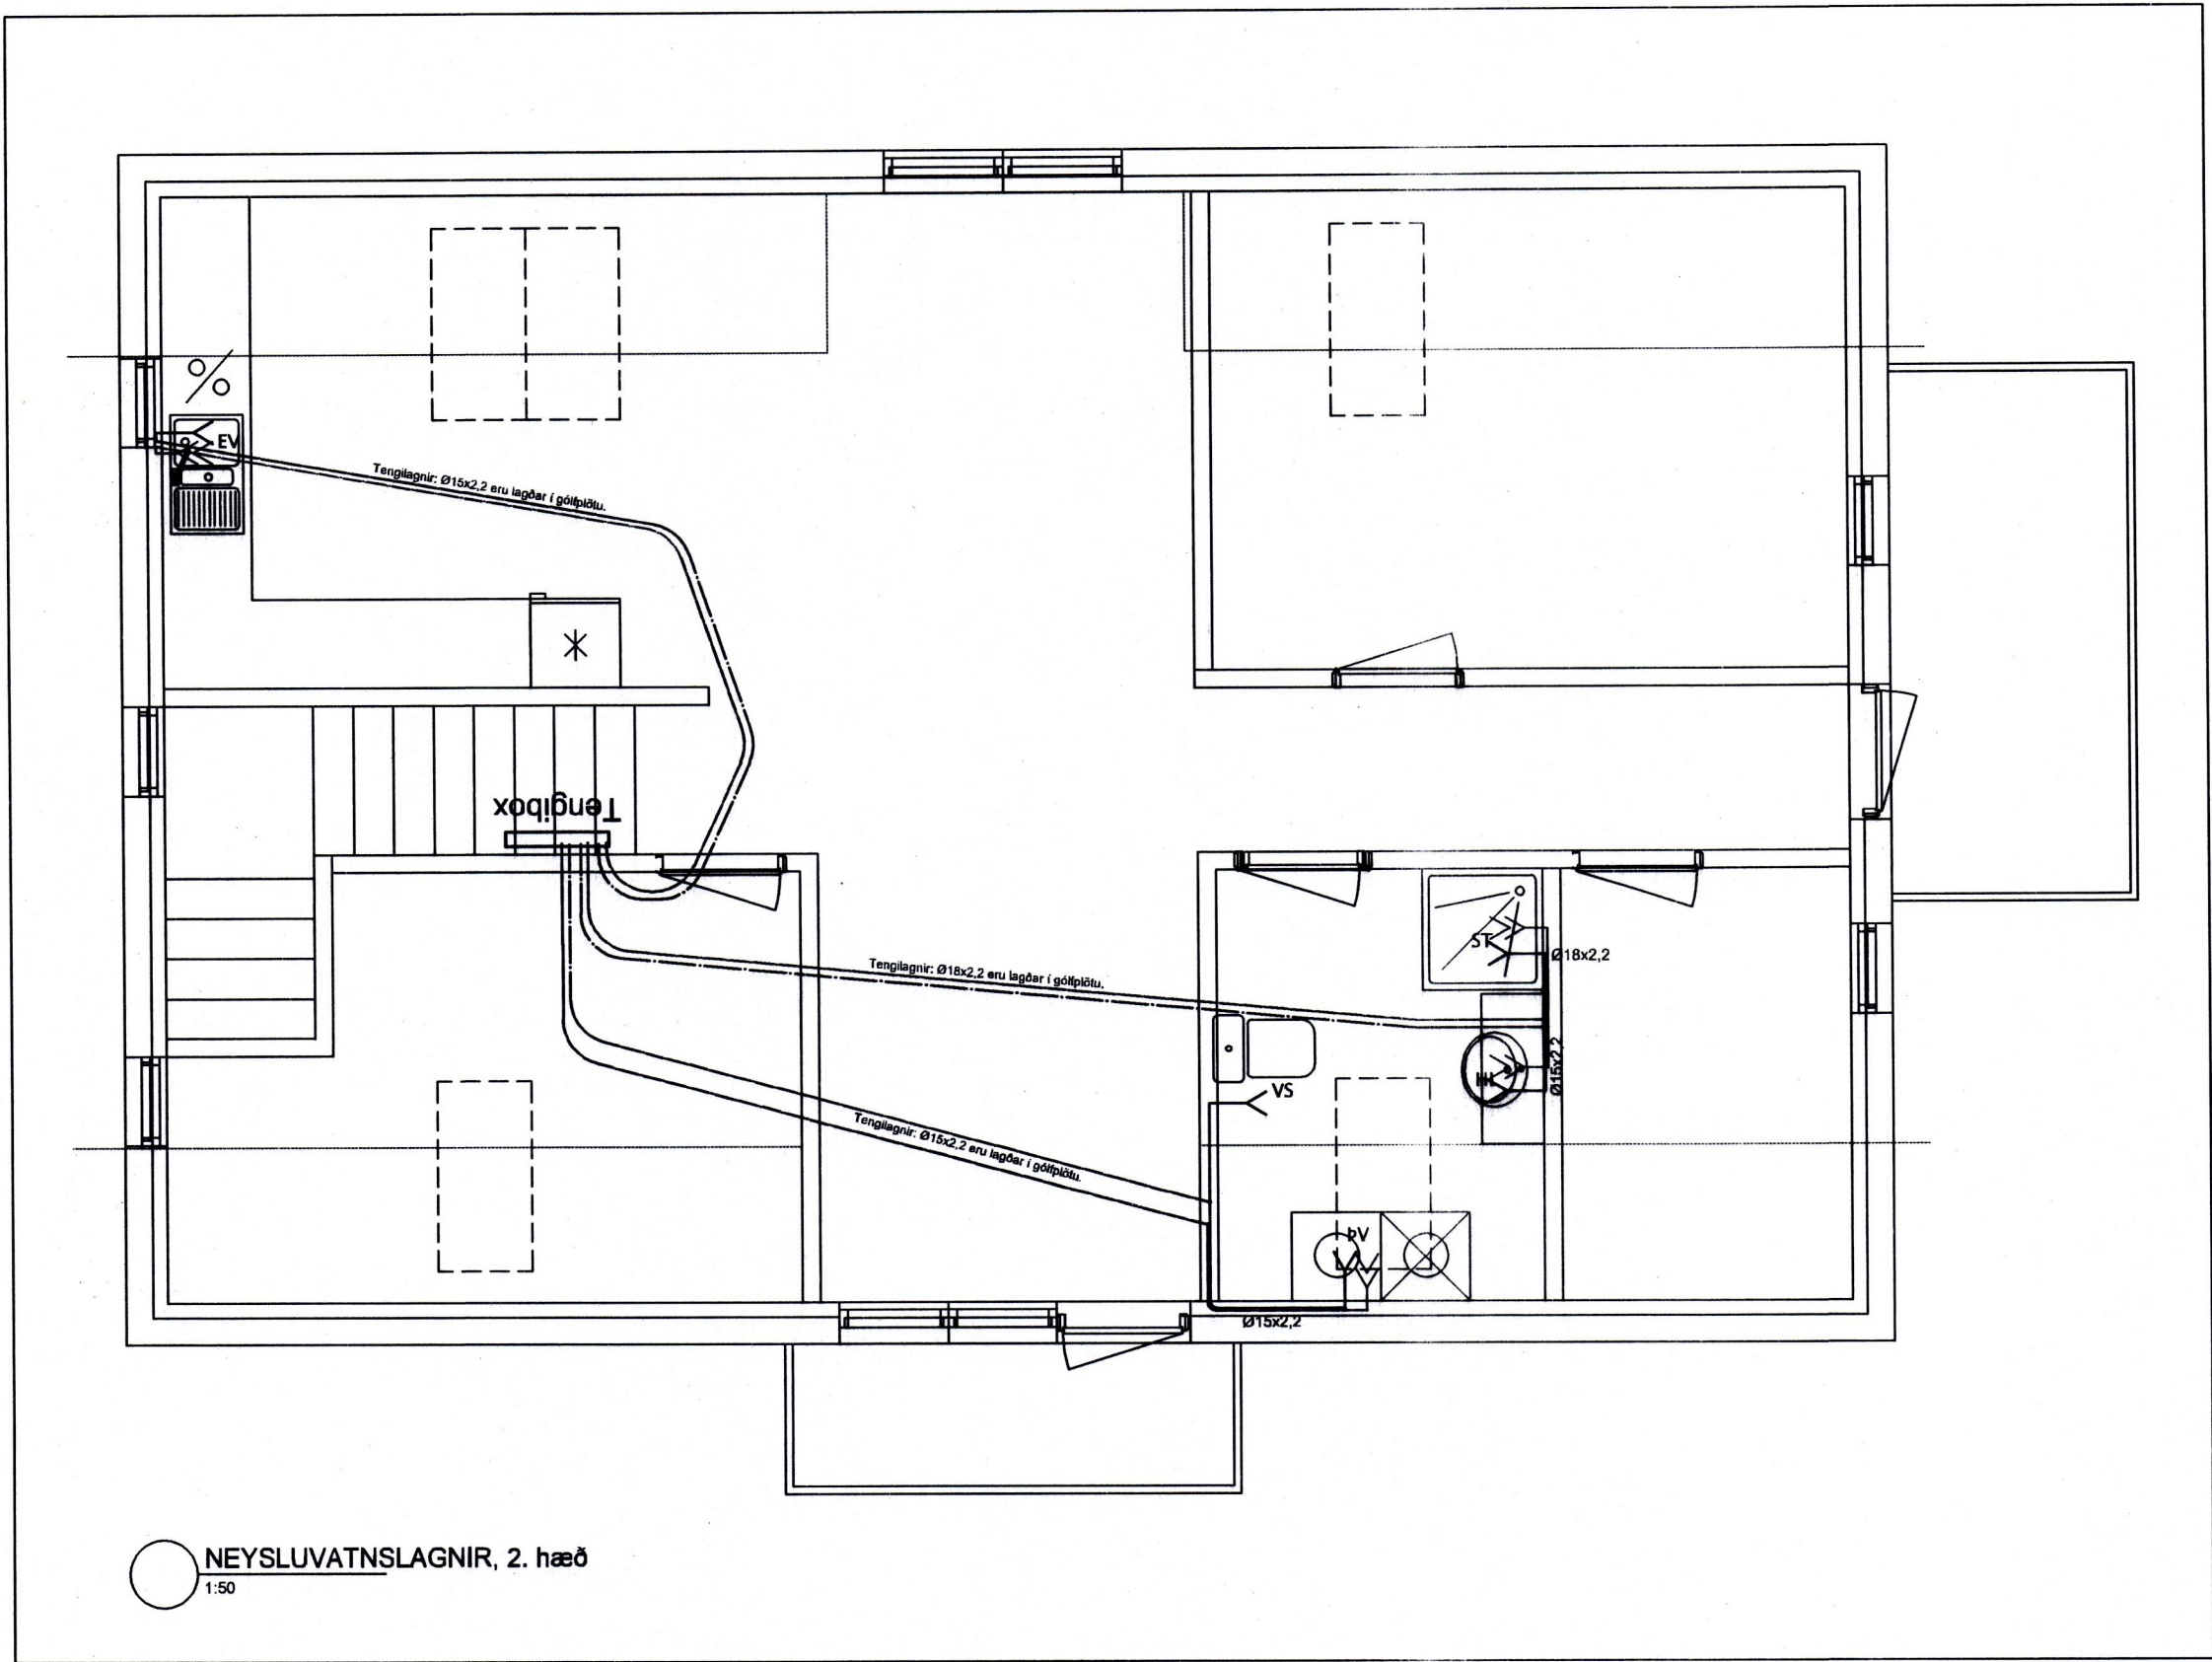 EV
Tengilagnir: Ø15x2,2 eru lagðar í gólfplötu.
Tengibox
ST
Ø18x2,2
Tengilagnir: Ø18x2,2 eru lagðar í gólfplötu.
Ø15x2,2
HL
VS
Tengilagnir: Ø15x2,2 eru lagðar í gólfplötu.
ÞV
Ø15x2,2
NEYSLUVATNSLAGNIR, 2. hæð
1:50